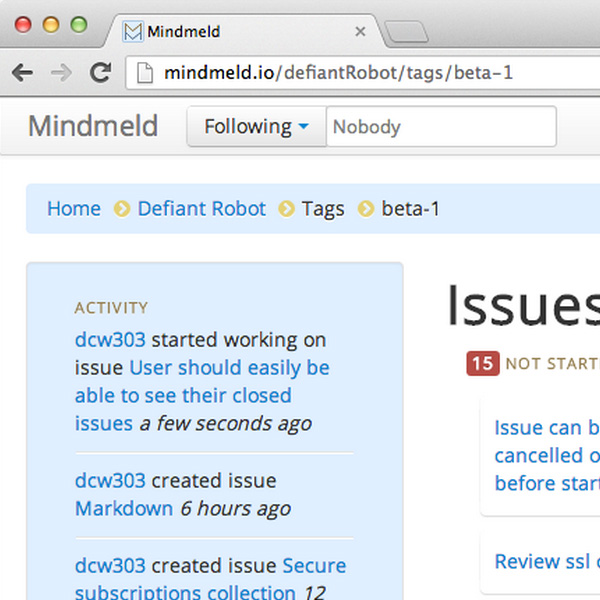 Mindmeld
mindmeld.io/defiantRobot/tags/beta-1
Mindmeld Following Nobody
Home Defiant Robot Tags beta-1
ACTIVITY
dcw303 started working on
issue User should easily be
able to see their closed
issues a few seconds ago
dcw303 created issue
Markdown 6 hours ago
dcw303 created issue Secure
subscriptions collection 12
Issues
15 NOT START
Issue can b
cancelled o
before start
Review ssl c